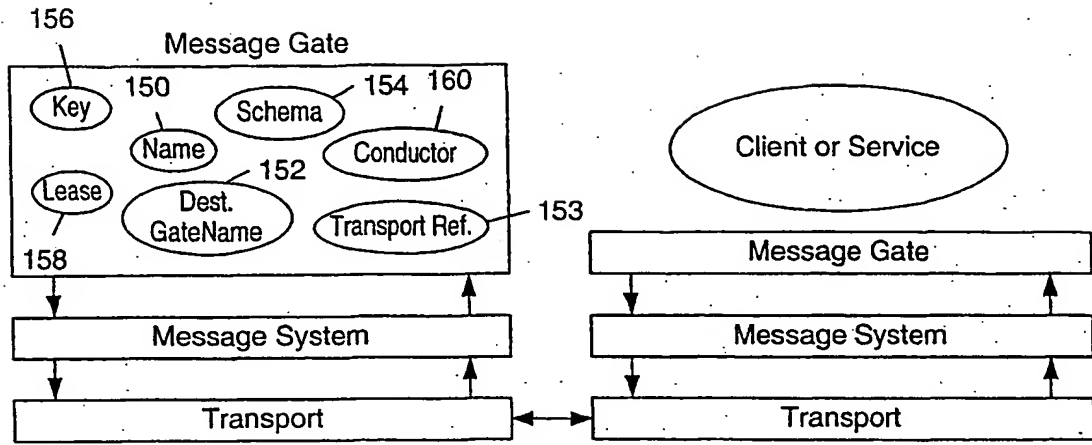 156
Message Gate
150
154
160
Key
Schema
Name
Conductor
Client or Service
152
Lease
Dest.
GateName
Transport Ref.
153
158
Message Gate
Message System
Message System
Transport
Transport